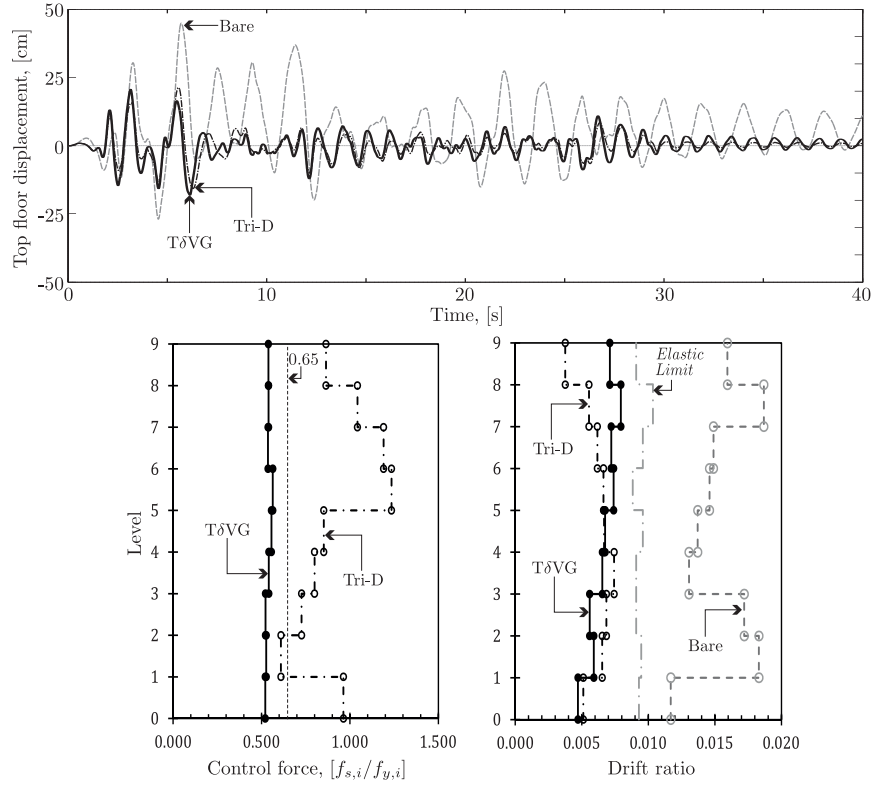 50
25
0
-25
-50
Top floor displacement, [cm]
Bare
Tri-D
TδVG
0 10 20 30 40
Time, [s]
9
8
7
6
5
4
3
2
1
0
Level
0.65
TδVG
Tri-D
0.000 0.500 1.000 1.500
Control force, [f_{s,i}/f_{y,i}]
9
8
7
6
5
4
3
2
1
0
Elastic
Limit
Tri-D
TδVG
Bare
0.000 0.005 0.010 0.015 0.020
Drift ratio